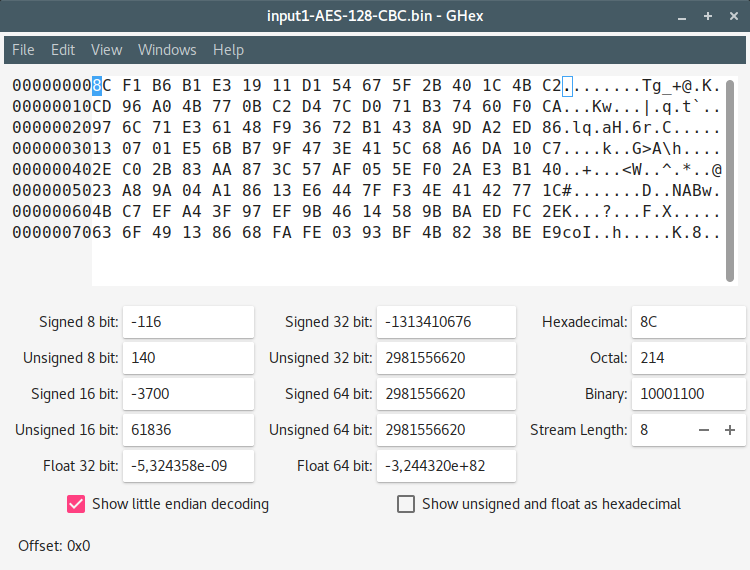 input1-AES-128-CBC.bin - GHex
File Edit View Windows Help
000000008C F1 B6 B1 E3 19 11 D1 54 67 5F 2B 40 1C 4B C2........Tg_+@.K.
00000010CD 96 A0 4B 77 0B C2 D4 7C D0 71 B3 74 60 F0 CA...Kw...|.q.t`..
0000002097 6C 71 E3 61 48 F9 36 72 B1 43 8A 9D A2 ED 86.lq.aH.6r.C.....
0000003013 07 01 E5 6B B7 9F 47 3E 41 5C 68 A6 DA 10 C7....k..G>A\h....
000000402E C0 2B 83 AA 87 3C 57 AF 05 5E F0 2A E3 B1 40..+...<W..^.*..@
0000005023 A8 9A 04 A1 86 13 E6 44 7F F3 4E 41 42 77 1C#.......D..NABw.
000000604B C7 EF A4 3F 97 EF 9B 46 14 58 9B BA ED FC 2EK...?...F.X.....
0000007063 6F 49 13 86 68 FA FE 03 93 BF 4B 82 38 BE E9coI..h.....K.8..
Signed 8 bit: -116 Signed 32 bit: -1313410676 Hexadecimal: 8C
Unsigned 8 bit: 140 Unsigned 32 bit: 2981556620 Octal: 214
Signed 16 bit: -3700 Signed 64 bit: 2981556620 Binary: 10001100
Unsigned 16 bit: 61836 Unsigned 64 bit: 2981556620 Stream Length: 8
Float 32 bit: -5,324358e-09 Float 64 bit: -3,244320e+82
Show little endian decoding Show unsigned and float as hexadecimal
Offset: 0x0